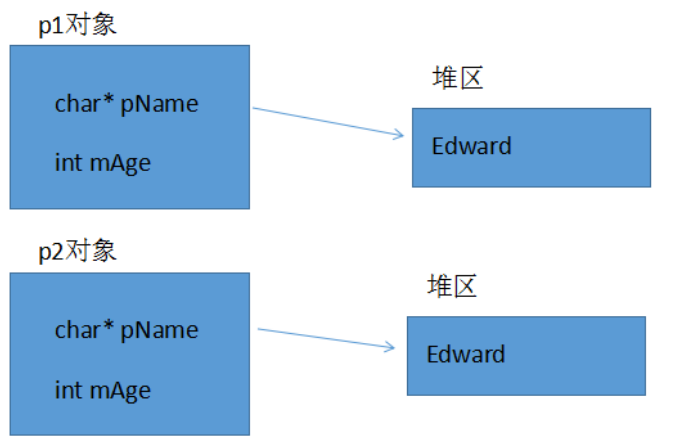 p1对象
char* pName
int mAge
堆区
Edward
p2对象
char* pName
int mAge
堆区
Edward